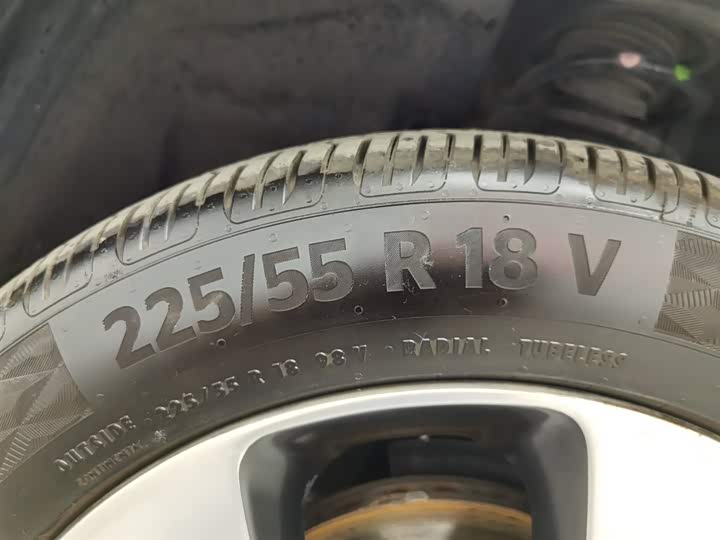 225/55 R 18 V
OUTSIDE 225/55 R 18 98 V RADIAL TUBELESS